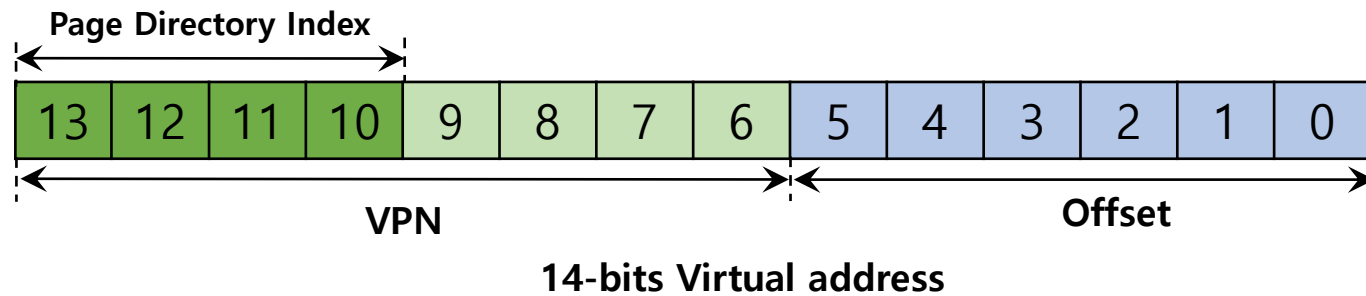 Page Directory Index
13 12 11 10 9 8 7 6 5 4 3 2 1 0
VPN Offset
14-bits Virtual address